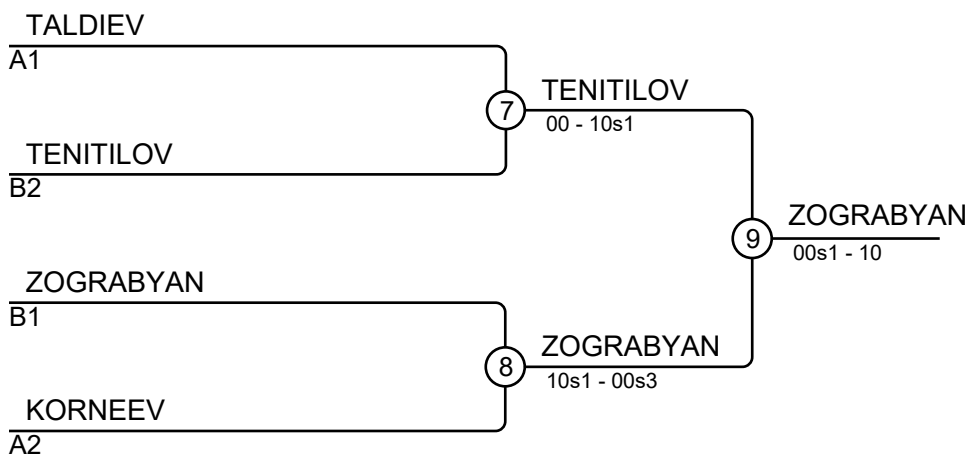 TALDIEV
A1
7
TENITILOV
00 - 10s1
TENITILOV
B2
ZOGRABYAN
9
00s1 - 10
ZOGRABYAN
B1
8
ZOGRABYAN
10s1 - 00s3
KORNEEV
A2